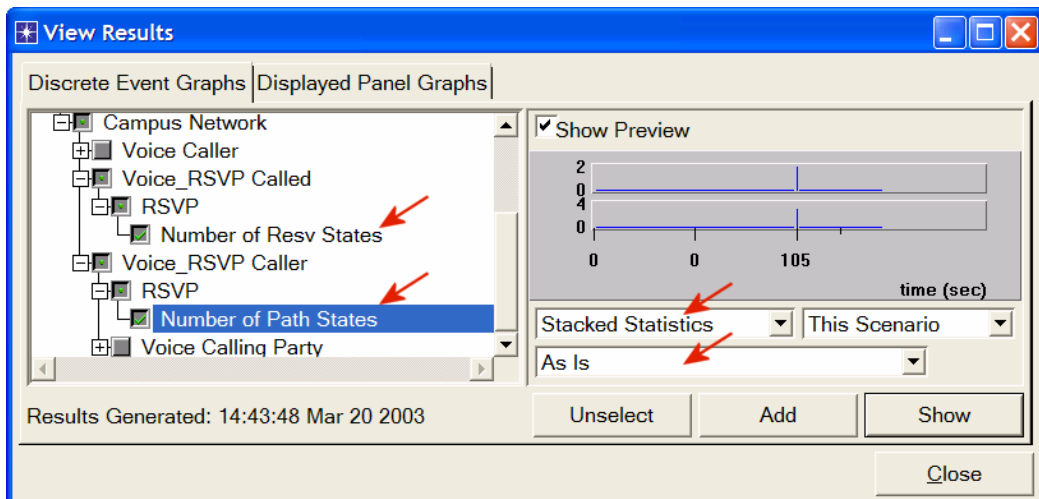 View Results
Discrete Event Graphs Displayed Panel Graphs
Campus Network
Voice Caller
Voice_RSVP Called
RSVP
Number of Resv States
Voice_RSVP Caller
RSVP
Number of Path States
Voice Calling Party
Show Preview
2
0
4
0
0 0 105
time (sec)
Stacked Statistics This Scenario
As Is
Results Generated: 14:43:48 Mar 20 2003
Unselect Add Show
Close